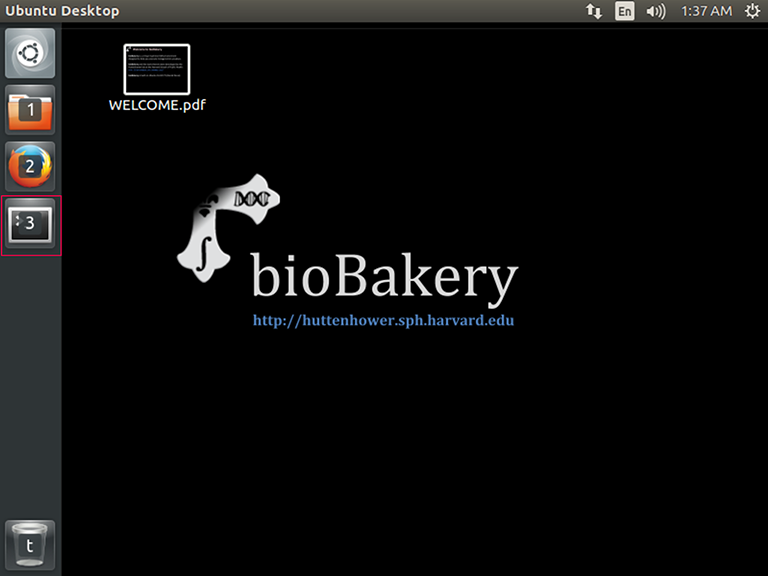 Ubuntu Desktop
En
1:37 AM
1
2
3
t
WELCOME.pdf
bioBakery
http://huttenhower.sph.harvard.edu